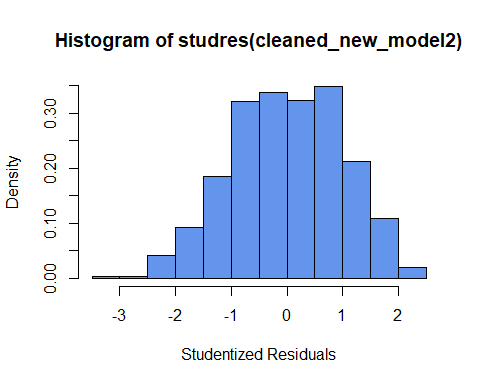 Histogram of studres(cleaned_new_model2)
Density
0.30
0.20
0.10
0.00
-3 -2 -1 0 1 2
Studentized Residuals